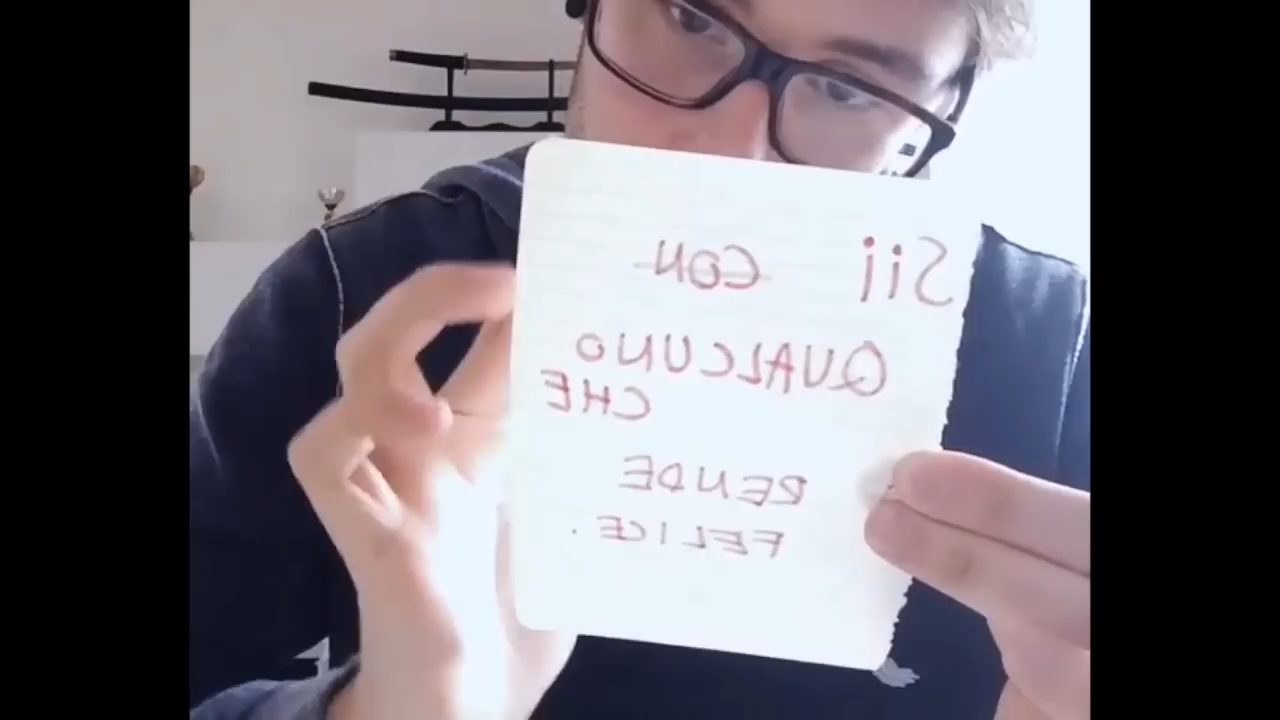 Sii CON
QUALCUNO
CHE
RENDE
FELICE.